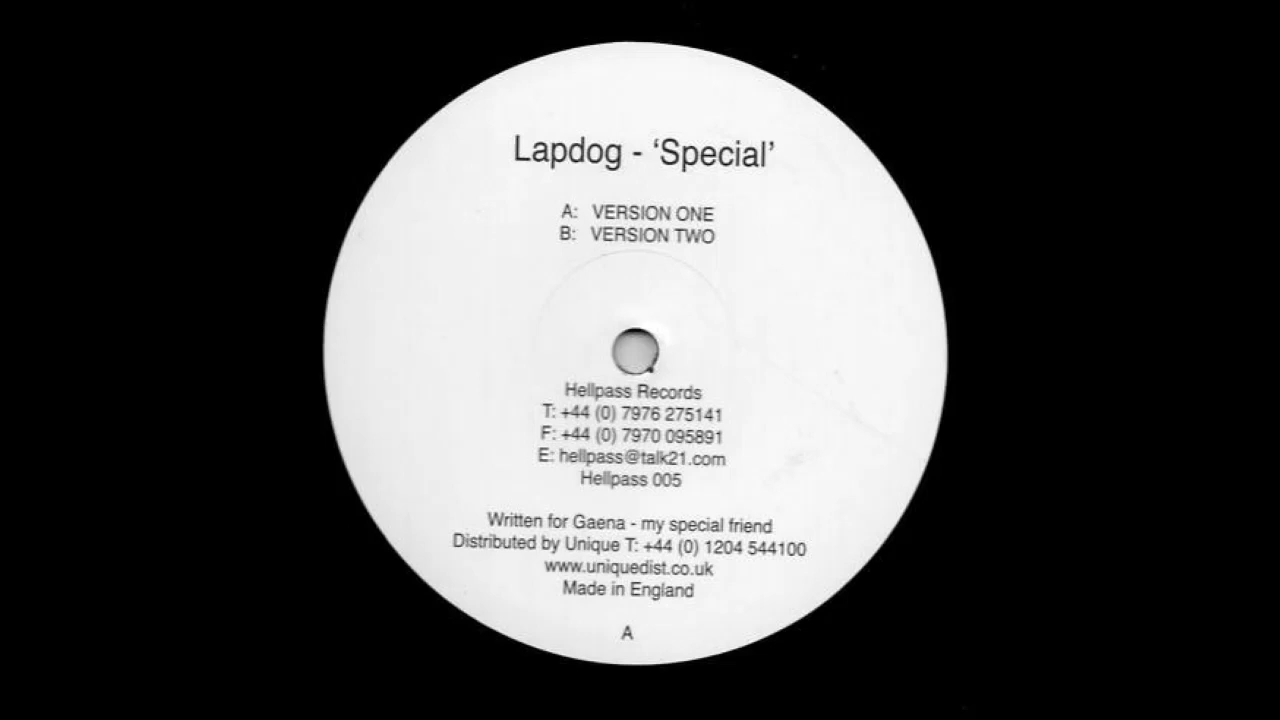 Lapdog - ‘Special’
A: VERSION ONE
B: VERSION TWO
Hellpass Records
T: +44 (0) 7976 275141
F: +44 (0) 7970 095891
E: hellpass@talk21.com
Hellpass 005
Written for Gaena - my special friend
Distributed by Unique T: +44 (0) 1204 544100
www.uniquedist.co.uk
Made in England
A